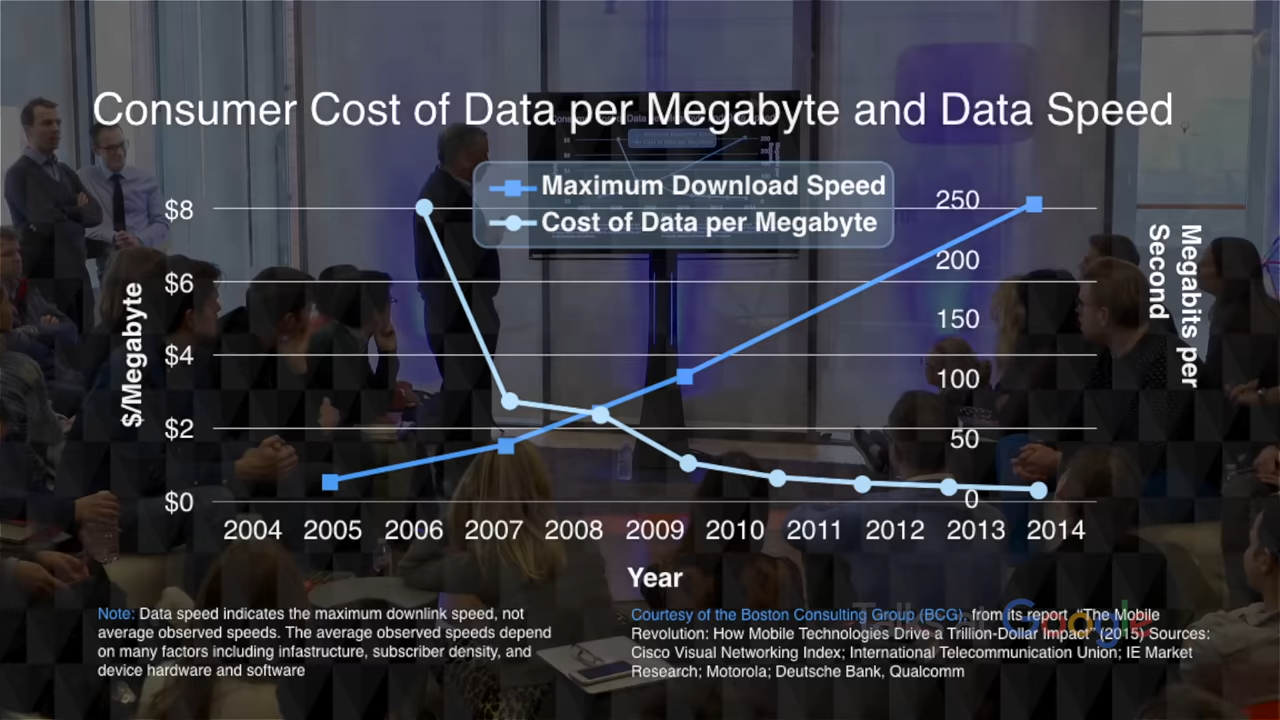 Consumer Cost of Data per Megabyte and Data Speed
Maximum Download Speed
Cost of Data per Megabyte
$8
$6
$4
$2
$0
$/Megabyte
250
200
150
100
50
0
Megabits per
Second
2004 2005 2006 2007 2008 2009 2010 2011 2012 2013 2014
Year
Note: Data speed indicates the maximum downlink speed, not
average observed speeds. The average observed speeds depend
on many factors including infastructure, subscriber density, and
device hardware and software
Courtesy of the Boston Consulting Group (BCG), from its report, "The Mobile
Revolution: How Mobile Technologies Drive a Trillion-Dollar Impact" (2015) Sources:
Cisco Visual Networking Index; International Telecommunication Union; IE Market
Research; Motorola; Deutsche Bank, Qualcomm
Talks at Google